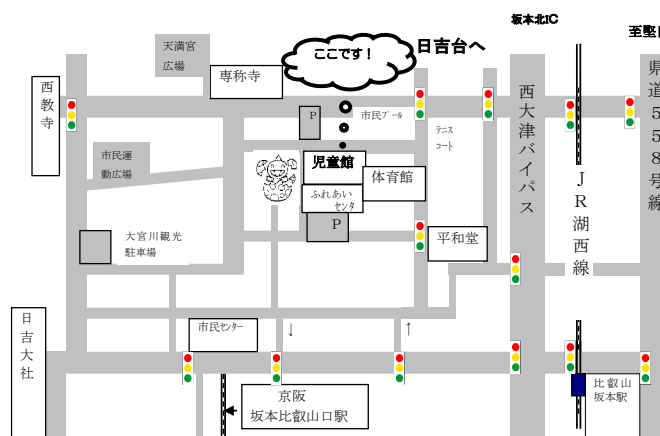 坂本北IC
至堅田
ここです！
日吉台へ
天満宮
広場
専称寺
西教寺
P
市民プール
テニス
コート
西大津バイパス
県道558号線
JR湖西線
市民運
動広場
児童館
体育館
ふれあい
センタ
P
平和堂
大宮川観光
駐車場
日吉大社
市民センター
↓
↑
京阪
坂本比叡山口駅
比叡山
坂本駅